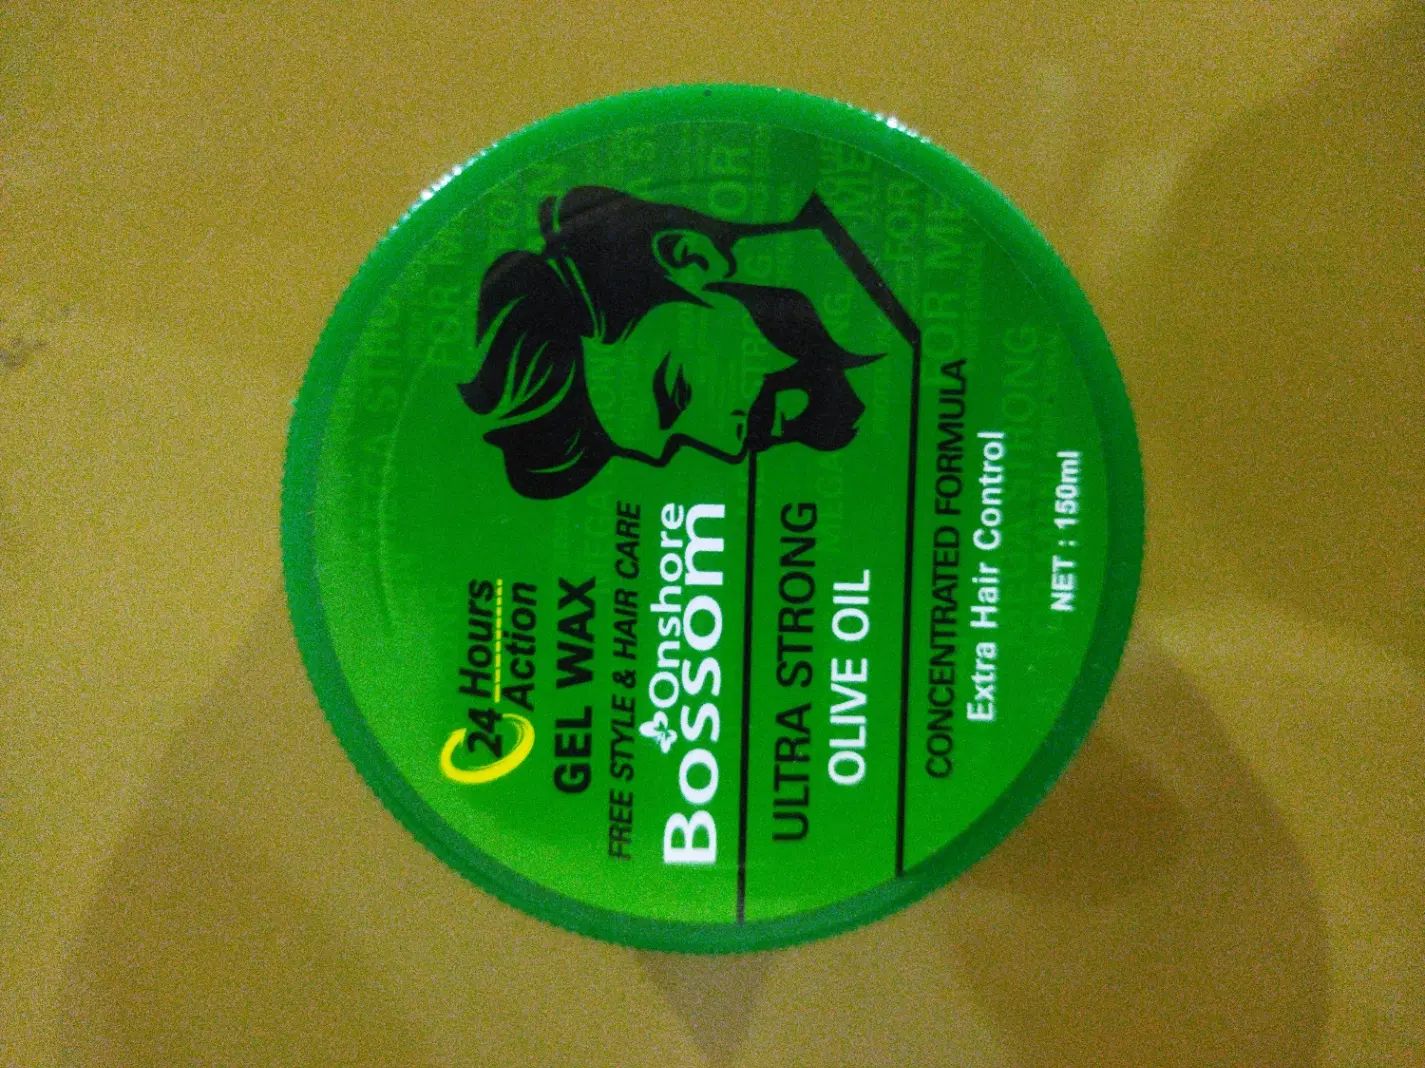 24 Hours
Action
GEL WAX
FREE STYLE & HAIR CARE
Onshore
Bossom
ULTRA STRONG
OLIVE OIL
CONCENTRATED FORMULA
Extra Hair Control
NET : 150ml